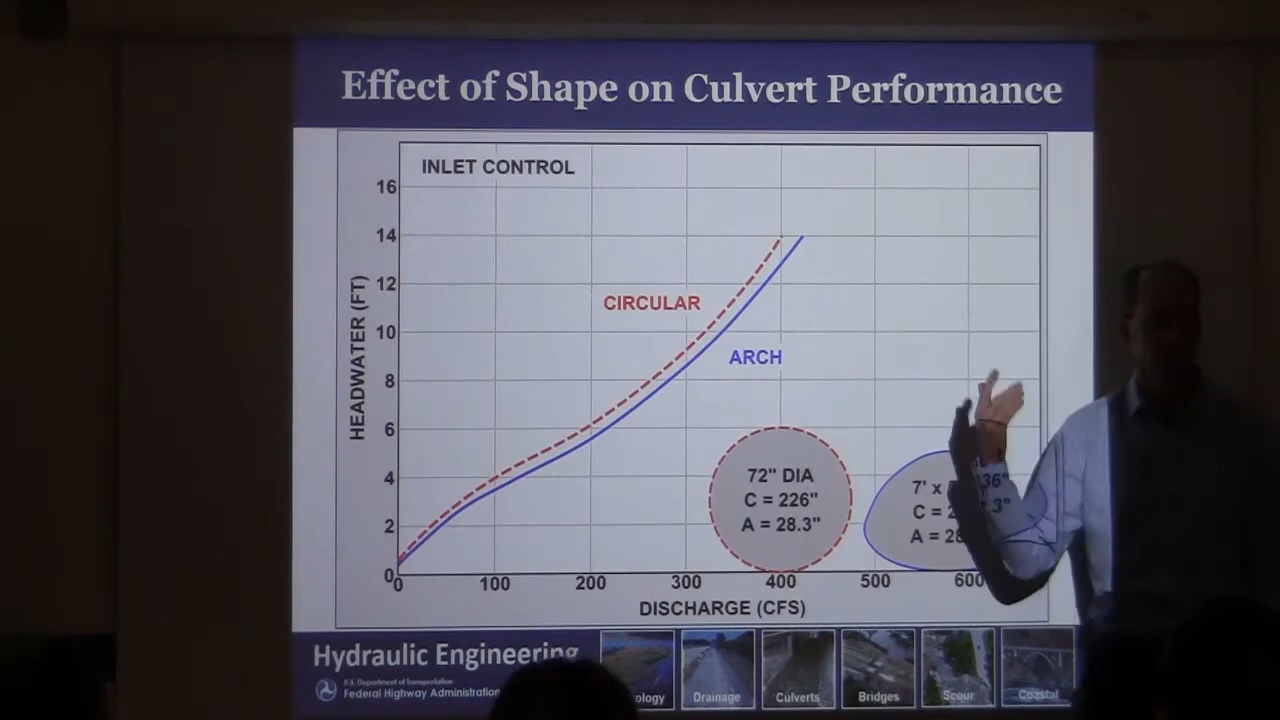 Effect of Shape on Culvert Performance
INLET CONTROL
16
14
12
10
8
6
4
2
0
HEADWATER (FT)
CIRCULAR
ARCH
72" DIA
C = 226"
A = 28.3"
7' x
36"
C = 2
.3"
A = 28
0
100
200
300
400
500
600
DISCHARGE (CFS)
Hydraulic Engineering
U.S. Department of Transportation
Federal Highway Administration
Drainage
Culverts
Bridges
Scour
Coastal